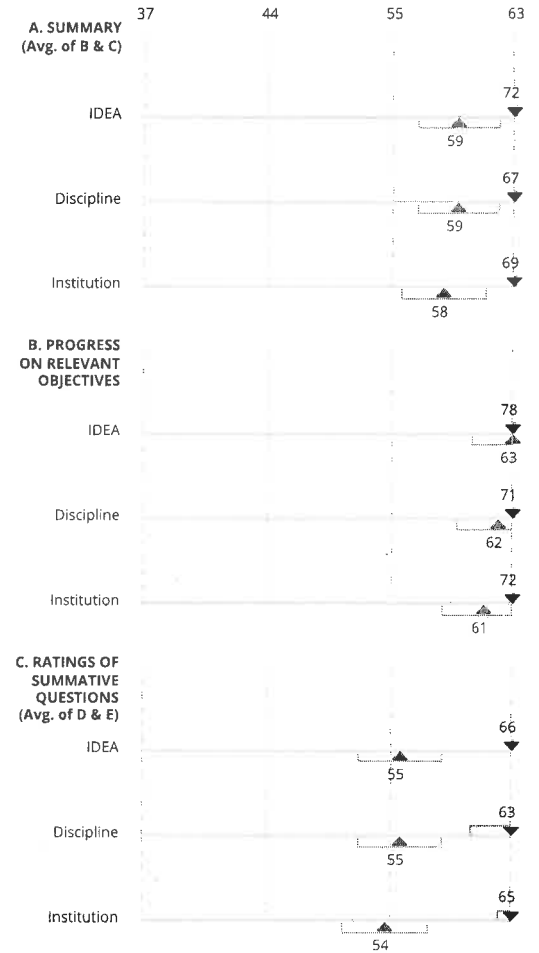 37 44 55 63
A. SUMMARY
(Avg. of B & C)
72
IDEA
59
67
Discipline
59
69
Institution
58
B. PROGRESS
ON RELEVANT
OBJECTIVES
78
IDEA
63
71
Discipline
62
72
Institution
61
C. RATINGS OF
SUMMATIVE
QUESTIONS
(Avg. of D & E)
66
IDEA
55
63
Discipline
55
65
Institution
54